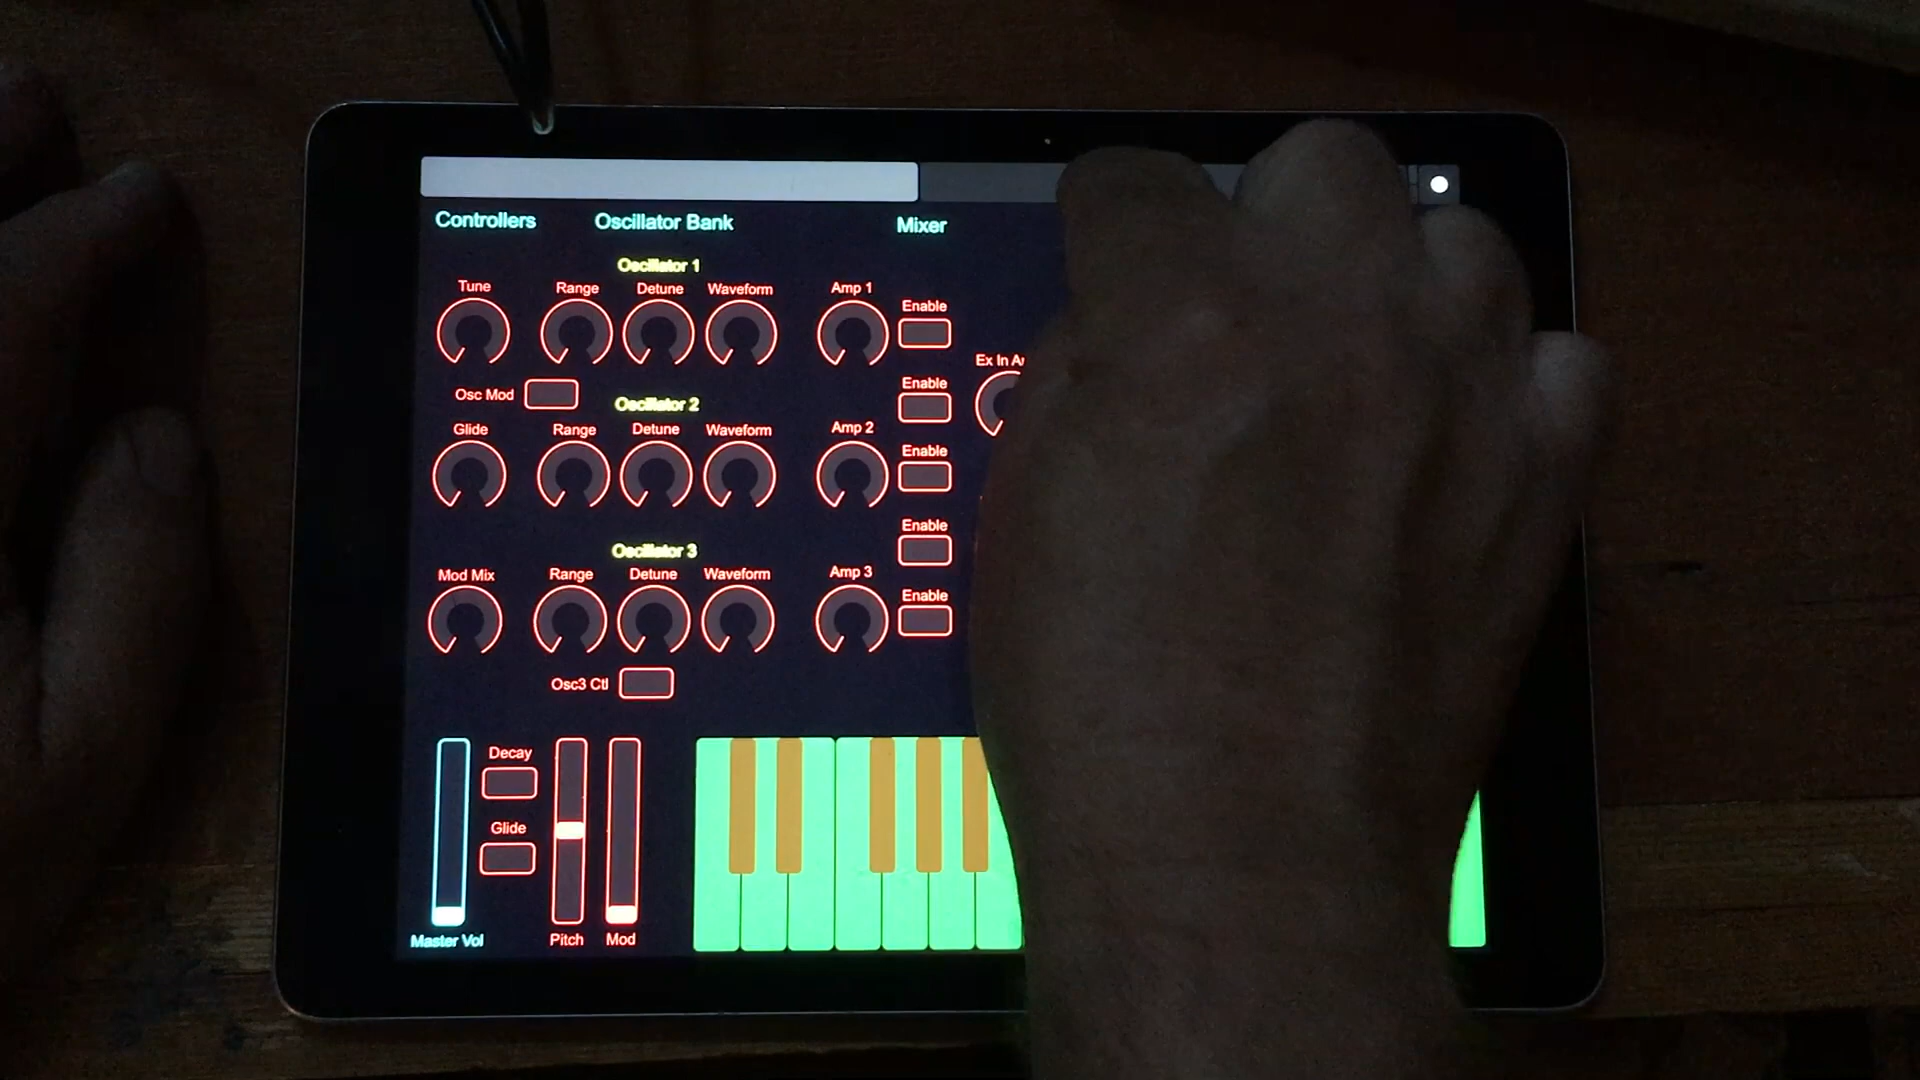 Controllers Oscillator Bank Mixer
Oscillator 1
Tune Range Detune Waveform Amp 1
Enable
Ex In
Osc Mod
Enable
Oscillator 2
Glide Range Detune Waveform Amp 2
Enable
Enable
Oscillator 3
Mod Mix Range Detune Waveform Amp 3
Enable
Osc3 Ctl
Decay
Glide
Master Vol Pitch Mod